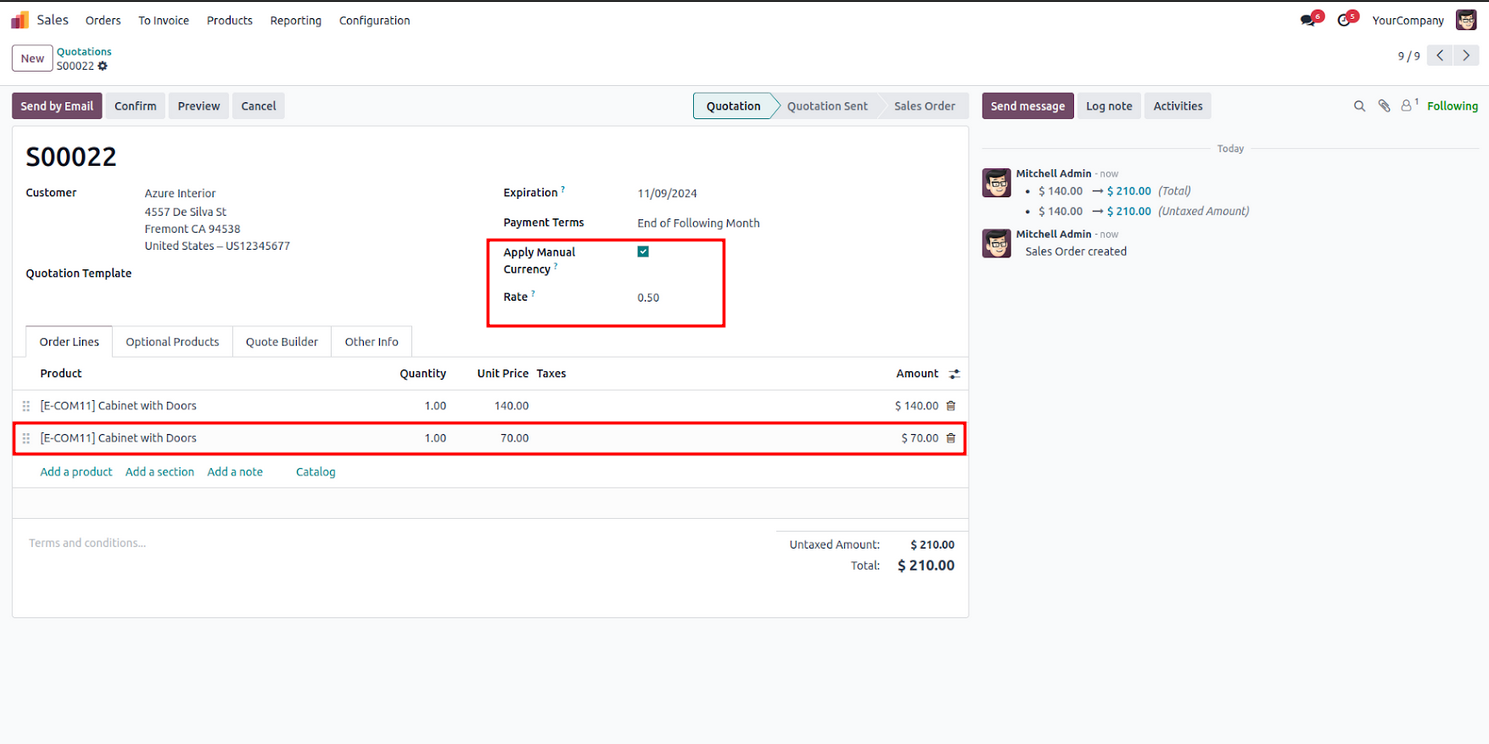 Sales Orders To Invoice Products Reporting Configuration 6 5 YourCompany
New Quotations
S00022
9 / 9
Send by Email Confirm Preview Cancel Quotation Quotation Sent Sales Order Send message Log note Activities 1 Following
S00022
Customer Azure Interior
4557 De Silva St
Fremont CA 94538
United States – US12345677
Quotation Template
Expiration ? 11/09/2024
Payment Terms End of Following Month
Apply Manual
Currency ?
Rate ? 0.50
Order Lines Optional Products Quote Builder Other Info
Product Quantity Unit Price Taxes Amount
[E-COM11] Cabinet with Doors 1.00 140.00 $ 140.00
[E-COM11] Cabinet with Doors 1.00 70.00 $ 70.00
Add a product Add a section Add a note Catalog
Terms and conditions...
Untaxed Amount: $ 210.00
Total: $ 210.00
Today
Mitchell Admin - now
• $ 140.00 → $ 210.00 (Total)
• $ 140.00 → $ 210.00 (Untaxed Amount)
Mitchell Admin - now
Sales Order created